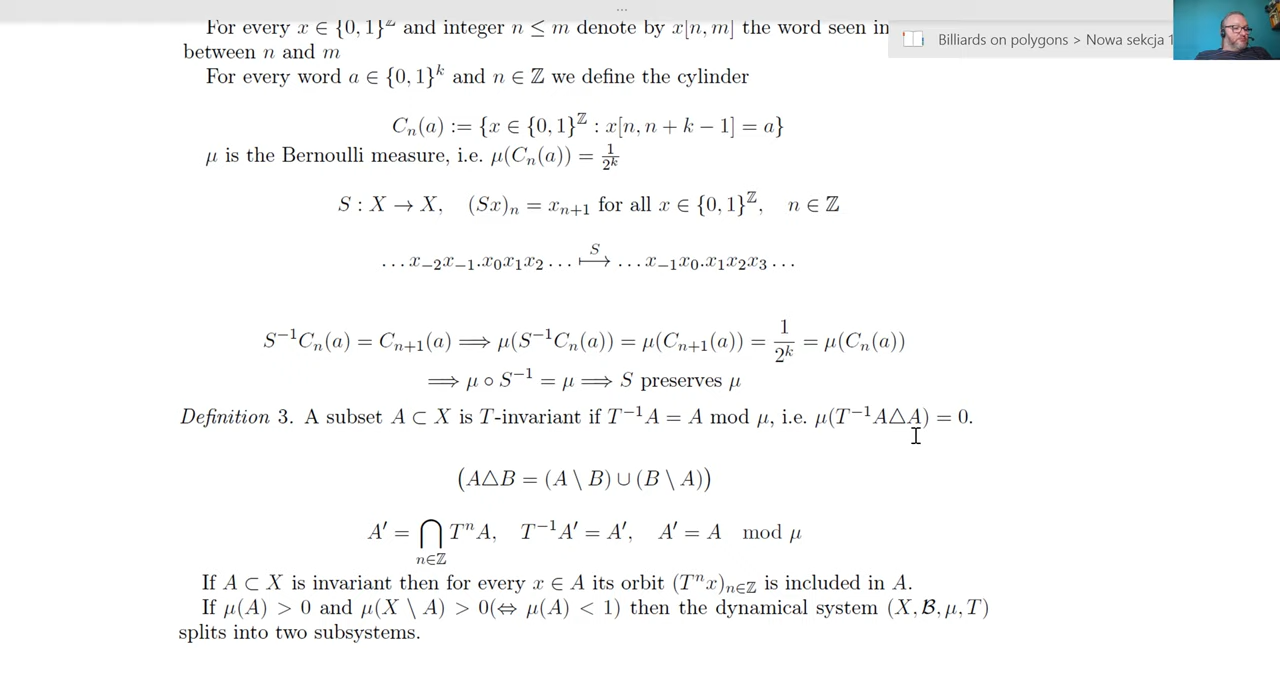 ...
For every x ∈ {0, 1}^ℤ and integer n ≤ m denote by x[n, m] the word seen in
Billiards on polygons > Nowa sekcja 1
between n and m
For every word a ∈ {0, 1}^k and n ∈ ℤ we define the cylinder
C_n(a) := {x ∈ {0, 1}^ℤ : x[n, n + k − 1] = a}
μ is the Bernoulli measure, i.e. μ(C_n(a)) = 1/2^k
S : X → X, (Sx)_n = x_{n+1} for all x ∈ {0, 1}^ℤ, n ∈ ℤ
...x_{−2}x_{−1}.x_0x_1x_2... ⟼^S ...x_{−1}x_0.x_1x_2x_3...
S^{−1}C_n(a) = C_{n+1}(a) ⟹ μ(S^{−1}C_n(a)) = μ(C_{n+1}(a)) = 1/2^k = μ(C_n(a))
⟹ μ ∘ S^{−1} = μ ⟹ S preserves μ
Definition 3. A subset A ⊂ X is T-invariant if T^{−1}A = A mod μ, i.e. μ(T^{−1}A△A) = 0.
(A△B = (A \ B) ∪ (B \ A))
A′ = ⋂_{n∈ℤ} T^nA, T^{−1}A′ = A′, A′ = A mod μ
If A ⊂ X is invariant then for every x ∈ A its orbit (T^nx)_{n∈ℤ} is included in A.
If μ(A) > 0 and μ(X \ A) > 0(⇔ μ(A) < 1) then the dynamical system (X, ℬ, μ, T)
splits into two subsystems.